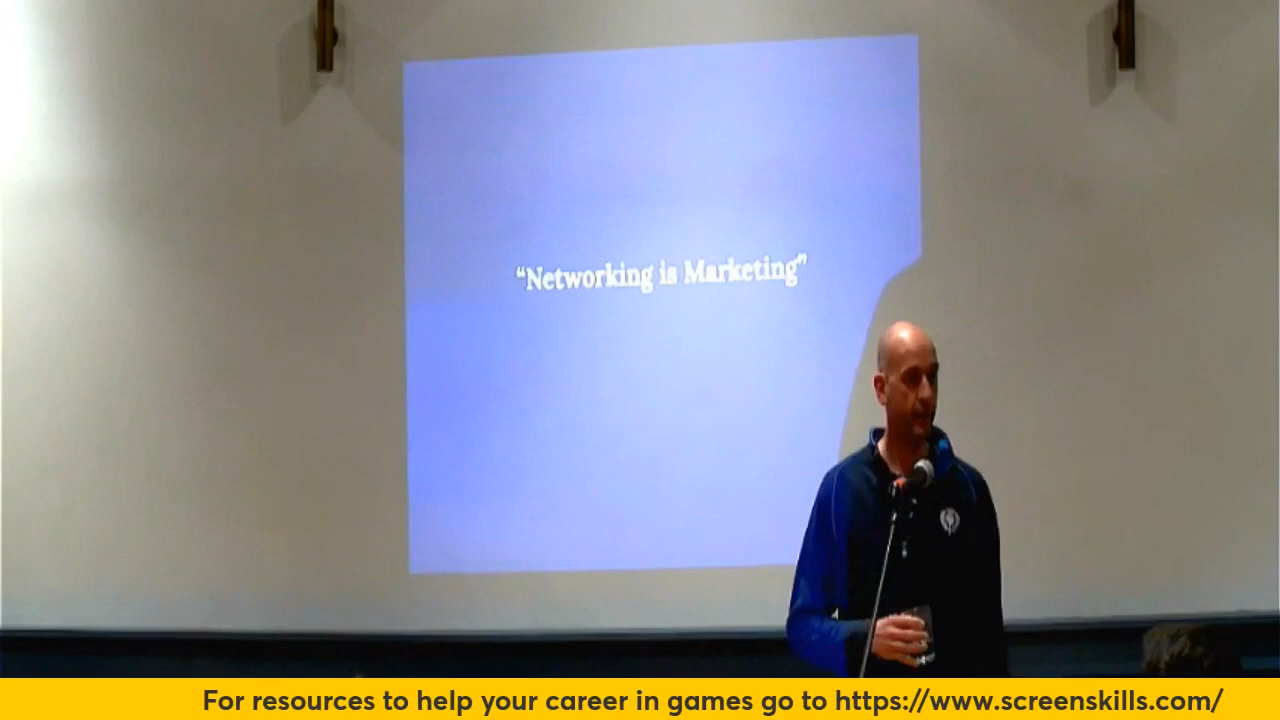 “Networking is Marketing”
For resources to help your career in games go to https://www.screenskills.com/